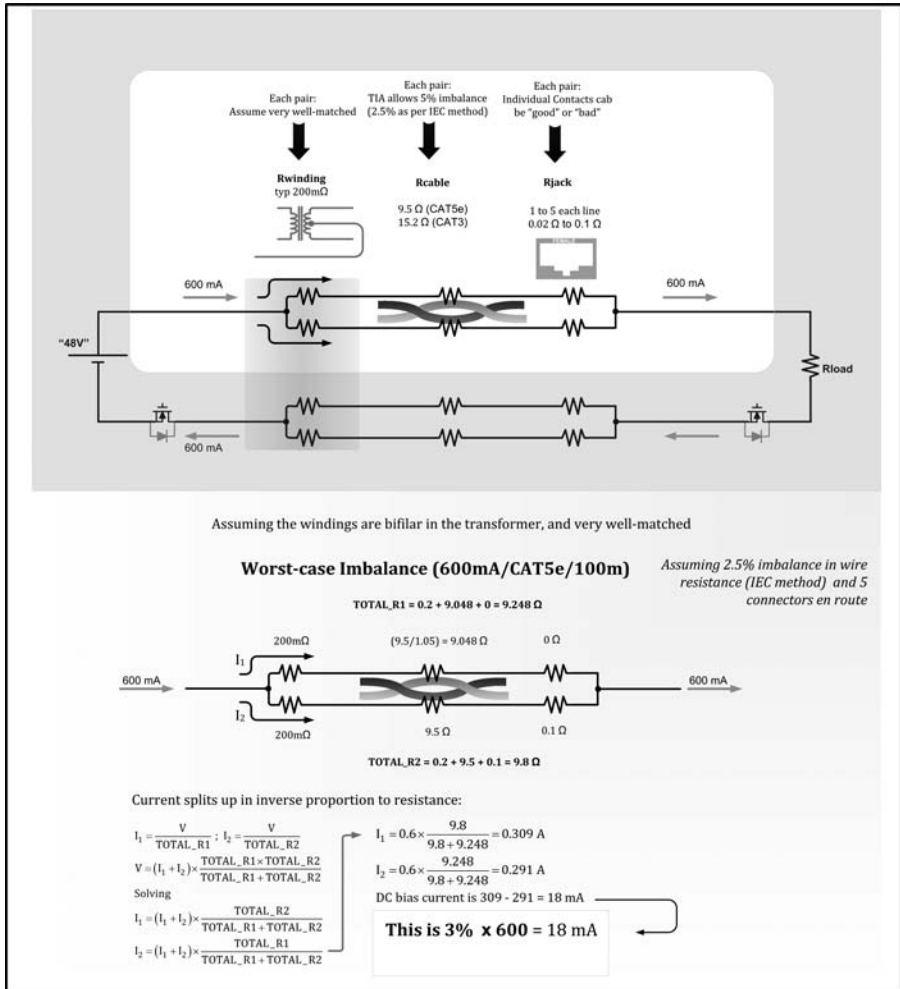 Each pair:
Assume very well-matched
Each pair:
TIA allows 5% imbalance
(2.5% as per IEC method)
Each pair:
Individual Contacts cab
be "good" or "bad"
Rwinding
typ 200mΩ
Rcable
9.5 Ω (CAT5e)
15.2 Ω (CAT3)
Rjack
1 to 5 each line
0.02 Ω to 0.1 Ω
FEMALE
600 mA
600 mA
"48V"
Rload
600 mA
Assuming the windings are bifilar in the transformer, and very well-matched
Worst-case Imbalance (600mA/CAT5e/100m)
Assuming 2.5% imbalance in wire
resistance (IEC method) and 5
connectors en route
TOTAL_R1 = 0.2 + 9.048 + 0 = 9.248 Ω
200mΩ
(9.5/1.05) = 9.048 Ω
0 Ω
I₁
600 mA
600 mA
I₂
200mΩ
9.5 Ω
0.1 Ω
TOTAL_R2 = 0.2 + 9.5 + 0.1 = 9.8 Ω
Current splits up in inverse proportion to resistance:
I₁ = V / TOTAL_R1 ; I₂ = V / TOTAL_R2
V = (I₁ + I₂) × TOTAL_R1 × TOTAL_R2 / TOTAL_R1 + TOTAL_R2
Solving
I₁ = (I₁ + I₂) × TOTAL_R2 / TOTAL_R1 + TOTAL_R2
I₂ = (I₁ + I₂) × TOTAL_R1 / TOTAL_R1 + TOTAL_R2
I₁ = 0.6 × 9.8 / 9.8 + 9.248 = 0.309 A
I₂ = 0.6 × 9.248 / 9.8 + 9.248 = 0.291 A
DC bias current is 309 - 291 = 18 mA
This is 3% x 600 = 18 mA